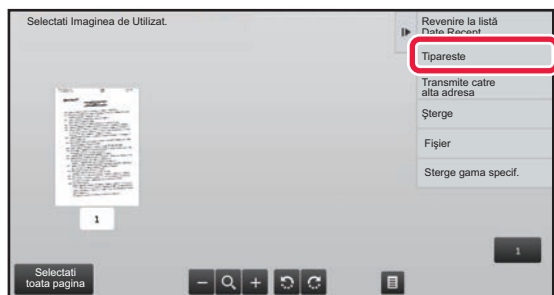 Selectati Imaginea de Utilizat.
Revenire la listă
Date Recept.
Tipareste
Transmite catre
alta adresa
Şterge
Fişier
Sterge gama specif.
1
1
Selectati
toata pagina